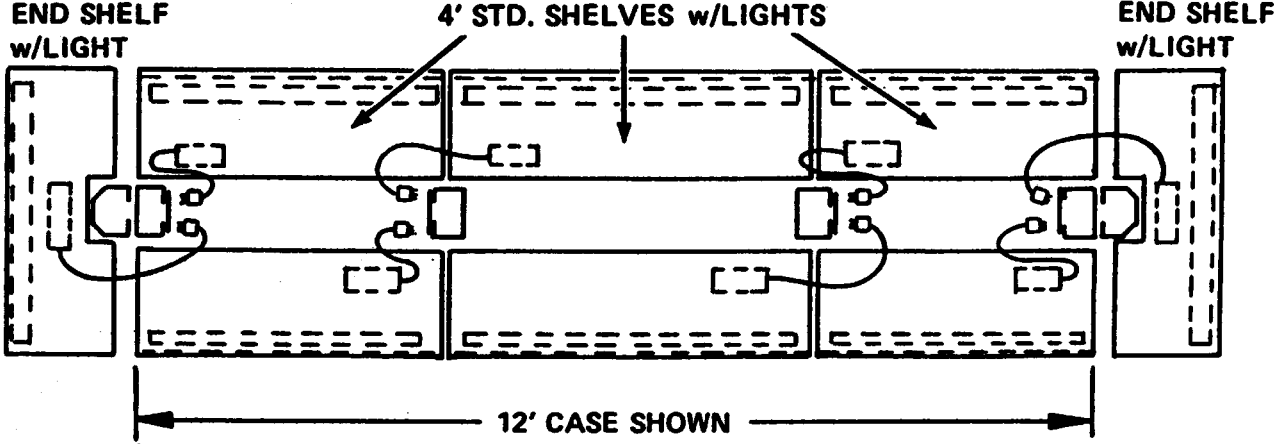 END SHELF
w/LIGHT
4' STD. SHELVES w/LIGHTS
END SHELF
w/LIGHT
12' CASE SHOWN